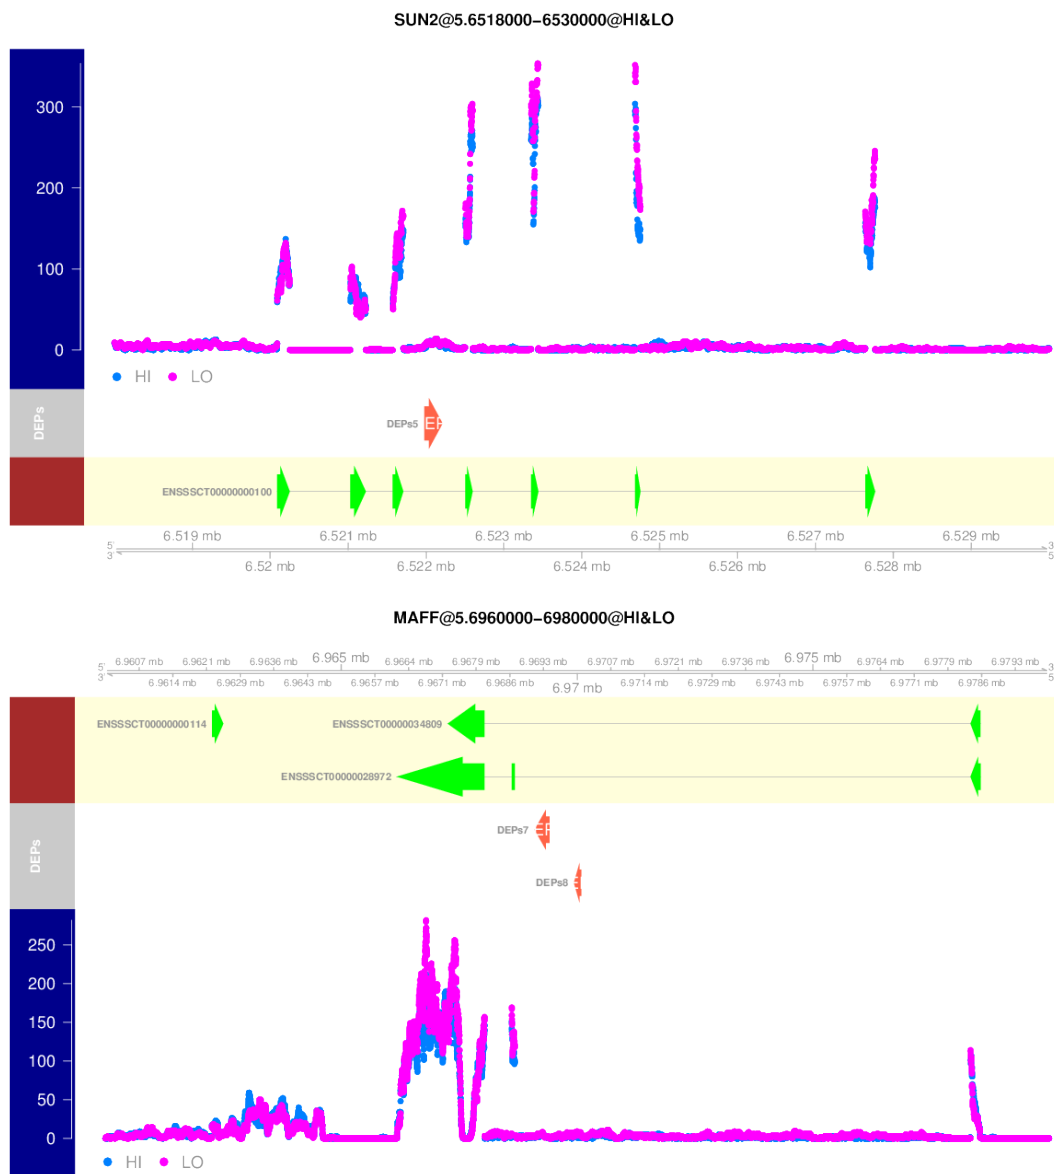 SUN2@5.6518000−6530000@HI&LO
300
200
100
0
HI LO
DEPs
DEPs5
ENSSSCT00000000100
6.519 mb 6.521 mb 6.523 mb 6.525 mb 6.527 mb 6.529 mb
5' 3
3' 5
6.52 mb 6.522 mb 6.524 mb 6.526 mb 6.528 mb
MAFF@5.6960000−6980000@HI&LO
6.9607 mb 6.9621 mb 6.9636 mb 6.965 mb 6.9664 mb 6.9679 mb 6.9693 mb 6.9707 mb 6.9721 mb 6.9736 mb 6.975 mb 6.9764 mb 6.9779 mb 6.9793 mb
5' 3
3' 5
6.9614 mb 6.9629 mb 6.9643 mb 6.9657 mb 6.9671 mb 6.9686 mb 6.97 mb 6.9714 mb 6.9729 mb 6.9743 mb 6.9757 mb 6.9771 mb 6.9786 mb
ENSSSCT00000000114 ENSSSCT00000034809
ENSSSCT00000028972
DEPs
DEPs7
DEPs8
250
200
150
100
50
0
HI LO